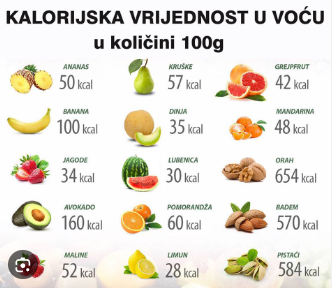 KALORIJSKA VRIJEDNOST U VOĆU
u količini 100g
ANANAS
50 kcal
KRUŠKE
57 kcal
GREJPFRUT
42 kcal
BANANA
100 kcal
DINJA
35 kcal
MANDARINA
48 kcal
JAGODE
34 kcal
LUBENICA
30 kcal
ORAH
654 kcal
AVOKADO
160 kcal
POMORANDŽA
60 kcal
BADEM
570 kcal
MALINE
52 kcal
LIMUN
28 kcal
PISTAĆI
584 kcal